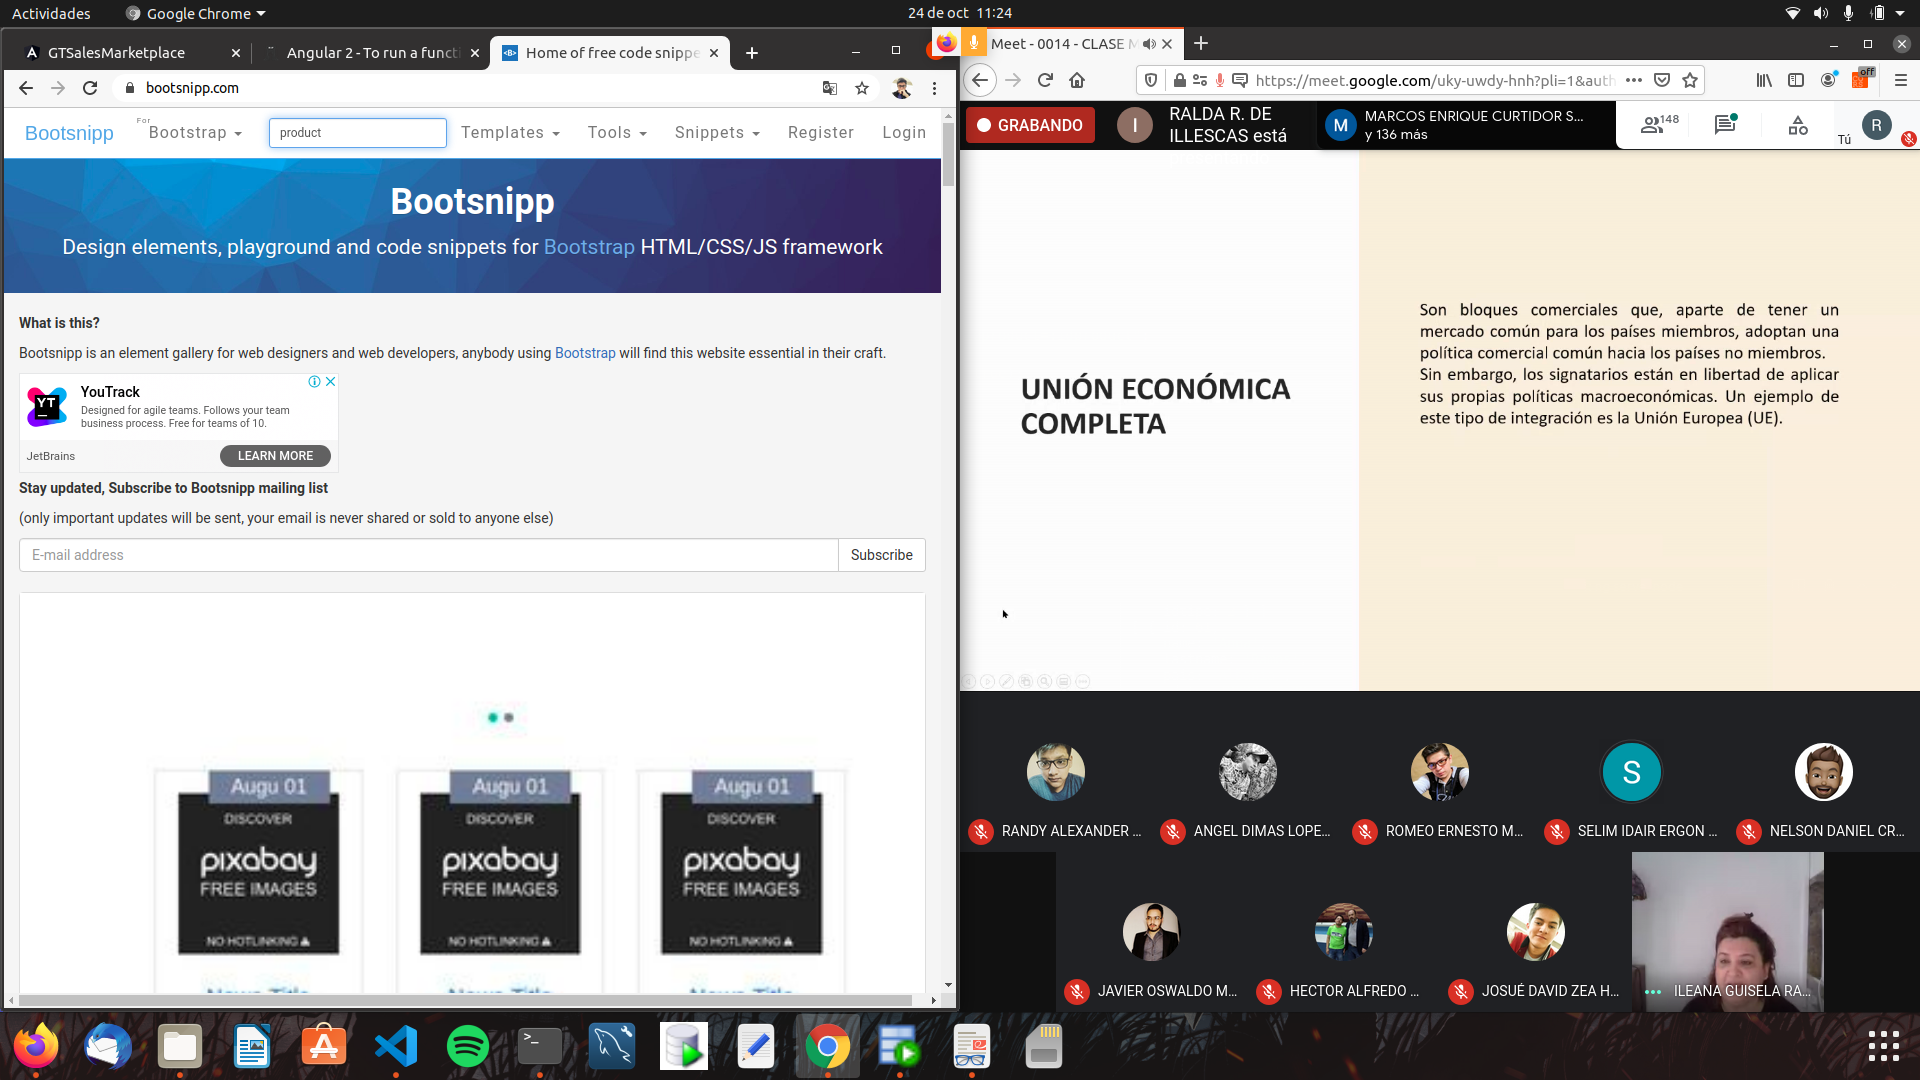 Actividades
Google Chrome
24 de oct 11:24
GTSalesMarketplace
Angular 2 - To run a functi
Home of free code snippe
Meet - 0014 - CLASE M
bootsnipp.com
https://meet.google.com/uky-uwdy-hnh?pli=1&auth
off
Bootsnipp
For
Bootstrap
product
Templates
Tools
Snippets
Register
Login
GRABANDO
I
RALDA R. DE
ILLESCAS está
M
MARCOS ENRIQUE CURTIDOR S...
y 136 más
148
Tú
R
Bootsnipp
Design elements, playground and code snippets for Bootstrap HTML/CSS/JS framework
What is this?
Bootsnipp is an element gallery for web designers and web developers, anybody using Bootstrap will find this website essential in their craft.
YT
YouTrack
Designed for agile teams. Follows your team
business process. Free for teams of 10.
JetBrains
LEARN MORE
Stay updated, Subscribe to Bootsnipp mailing list
(only important updates will be sent, your email is never shared or sold to anyone else)
E-mail address
Subscribe
Augu 01
Augu 01
Augu 01
DISCOVER
DISCOVER
DISCOVER
pixabay
pixabay
pixabay
FREE IMAGES
FREE IMAGES
FREE IMAGES
NO HOTLINKING
NO HOTLINKING
NO HOTLINKING
News Title
News Title
News Title
UNIÓN ECONÓMICA
COMPLETA
Son bloques comerciales que, aparte de tener un
mercado común para los países miembros, adoptan una
política comercial común hacia los países no miembros.
Sin embargo, los signatarios están en libertad de aplicar
sus propias políticas macroeconómicas. Un ejemplo de
este tipo de integración es la Unión Europea (UE).
S
RANDY ALEXANDER ...
ANGEL DIMAS LOPE...
ROMEO ERNESTO M...
SELIM IDAIR ERGON ...
NELSON DANIEL CR...
JAVIER OSWALDO M...
HECTOR ALFREDO ...
JOSUÉ DAVID ZEA H...
ILEANA GUISELA RA...